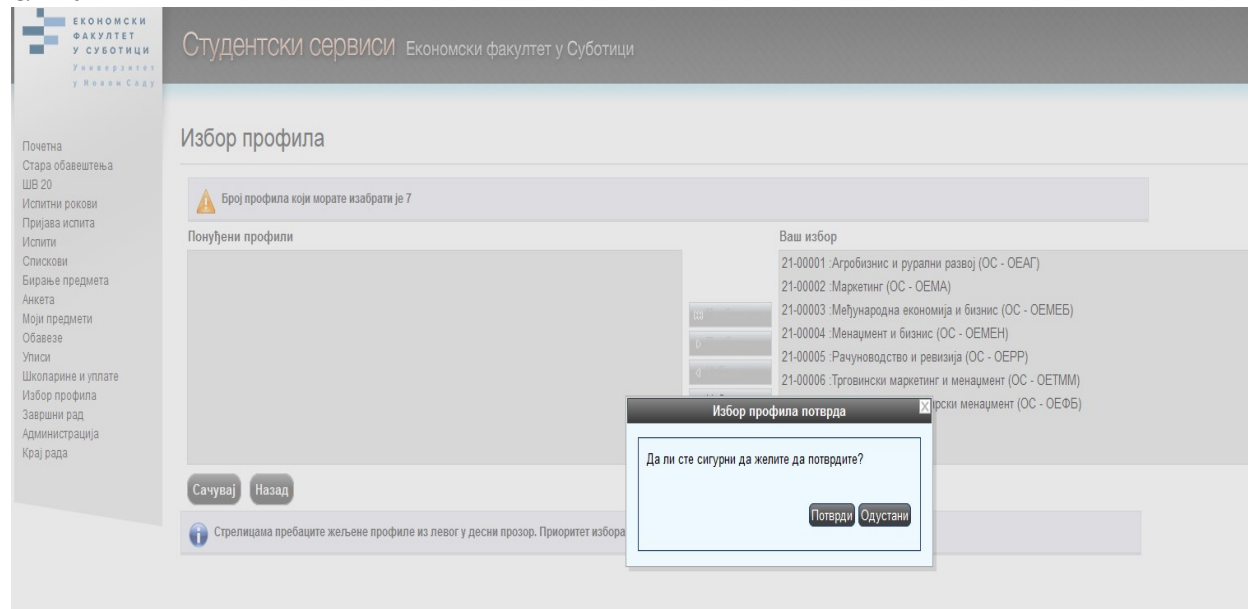 ЕКОНОМСКИ
ФАКУЛТЕТ
У СУБОТИЦИ
Универзитет
у Новом Саду
Студентски сервиси Економски факултет у Суботици
Почетна
Стара обавештења
ШВ 20
Испитни рокови
Пријава испита
Испити
Спискови
Бирање предмета
Анкета
Моји предмети
Обавезе
Уписи
Школарине и уплате
Избор профила
Завршни рад
Администрација
Крај рада
Избор профила
Број профила који морате изабрати је 7
Понуђени профили
Ваш избор
21-00001 :Агробизнис и рурални развој (ОС - ОЕАГ)
21-00002 :Маркетинг (ОС - ОЕМА)
21-00003 :Међународна економија и бизнис (ОС - ОЕМЕБ)
21-00004 :Менаџмент и бизнис (ОС - ОЕМЕН)
21-00005 :Рачуноводство и ревизија (ОС - ОЕРР)
21-00006 :Трговински маркетинг и менаџмент (ОС - ОЕТММ)
рски менаџмент (ОС - ОЕФБ)
Избор профила потврда
Да ли сте сигурни да желите да потврдите?
Потврди Одустани
Сачувај Назад
Стрелицама пребаците жељене профиле из левог у десни прозор. Приоритет избора